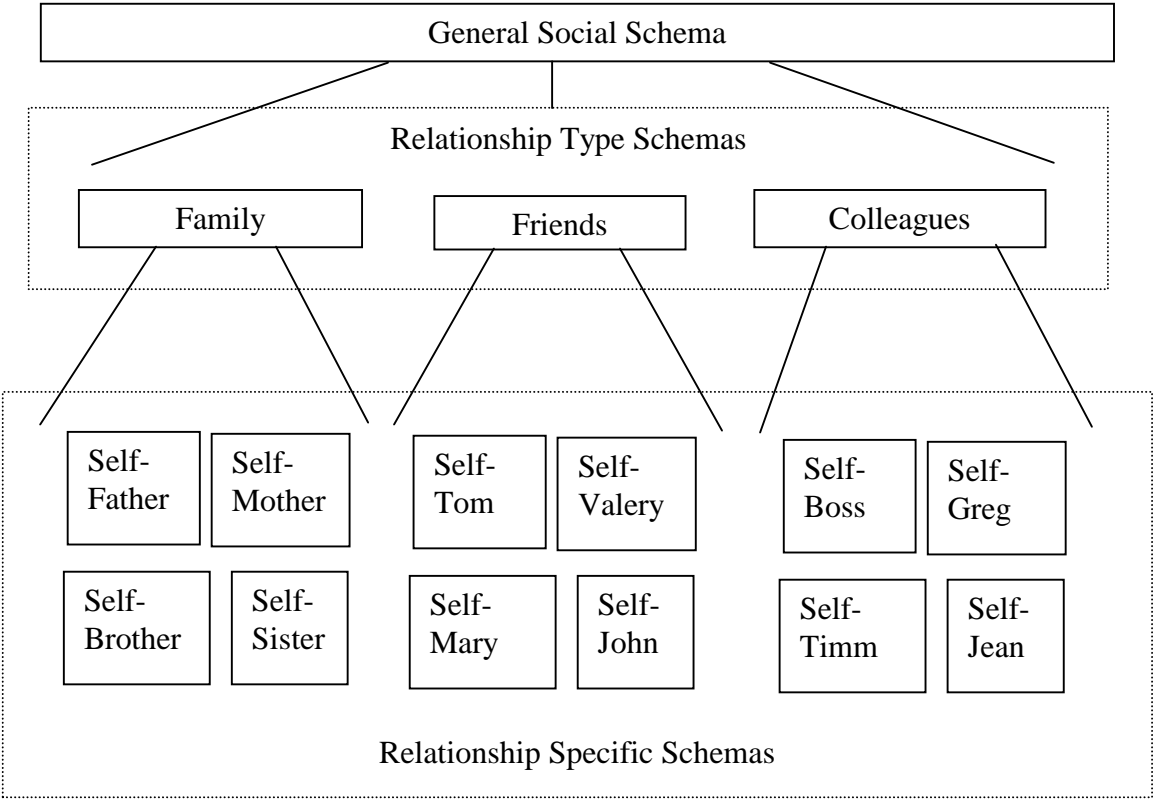 General Social Schema
Relationship Type Schemas
Family
Friends
Colleagues
Self-
Father
Self-
Mother
Self-
Tom
Self-
Valery
Self-
Boss
Self-
Greg
Self-
Brother
Self-
Sister
Self-
Mary
Self-
John
Self-
Timm
Self-
Jean
Relationship Specific Schemas